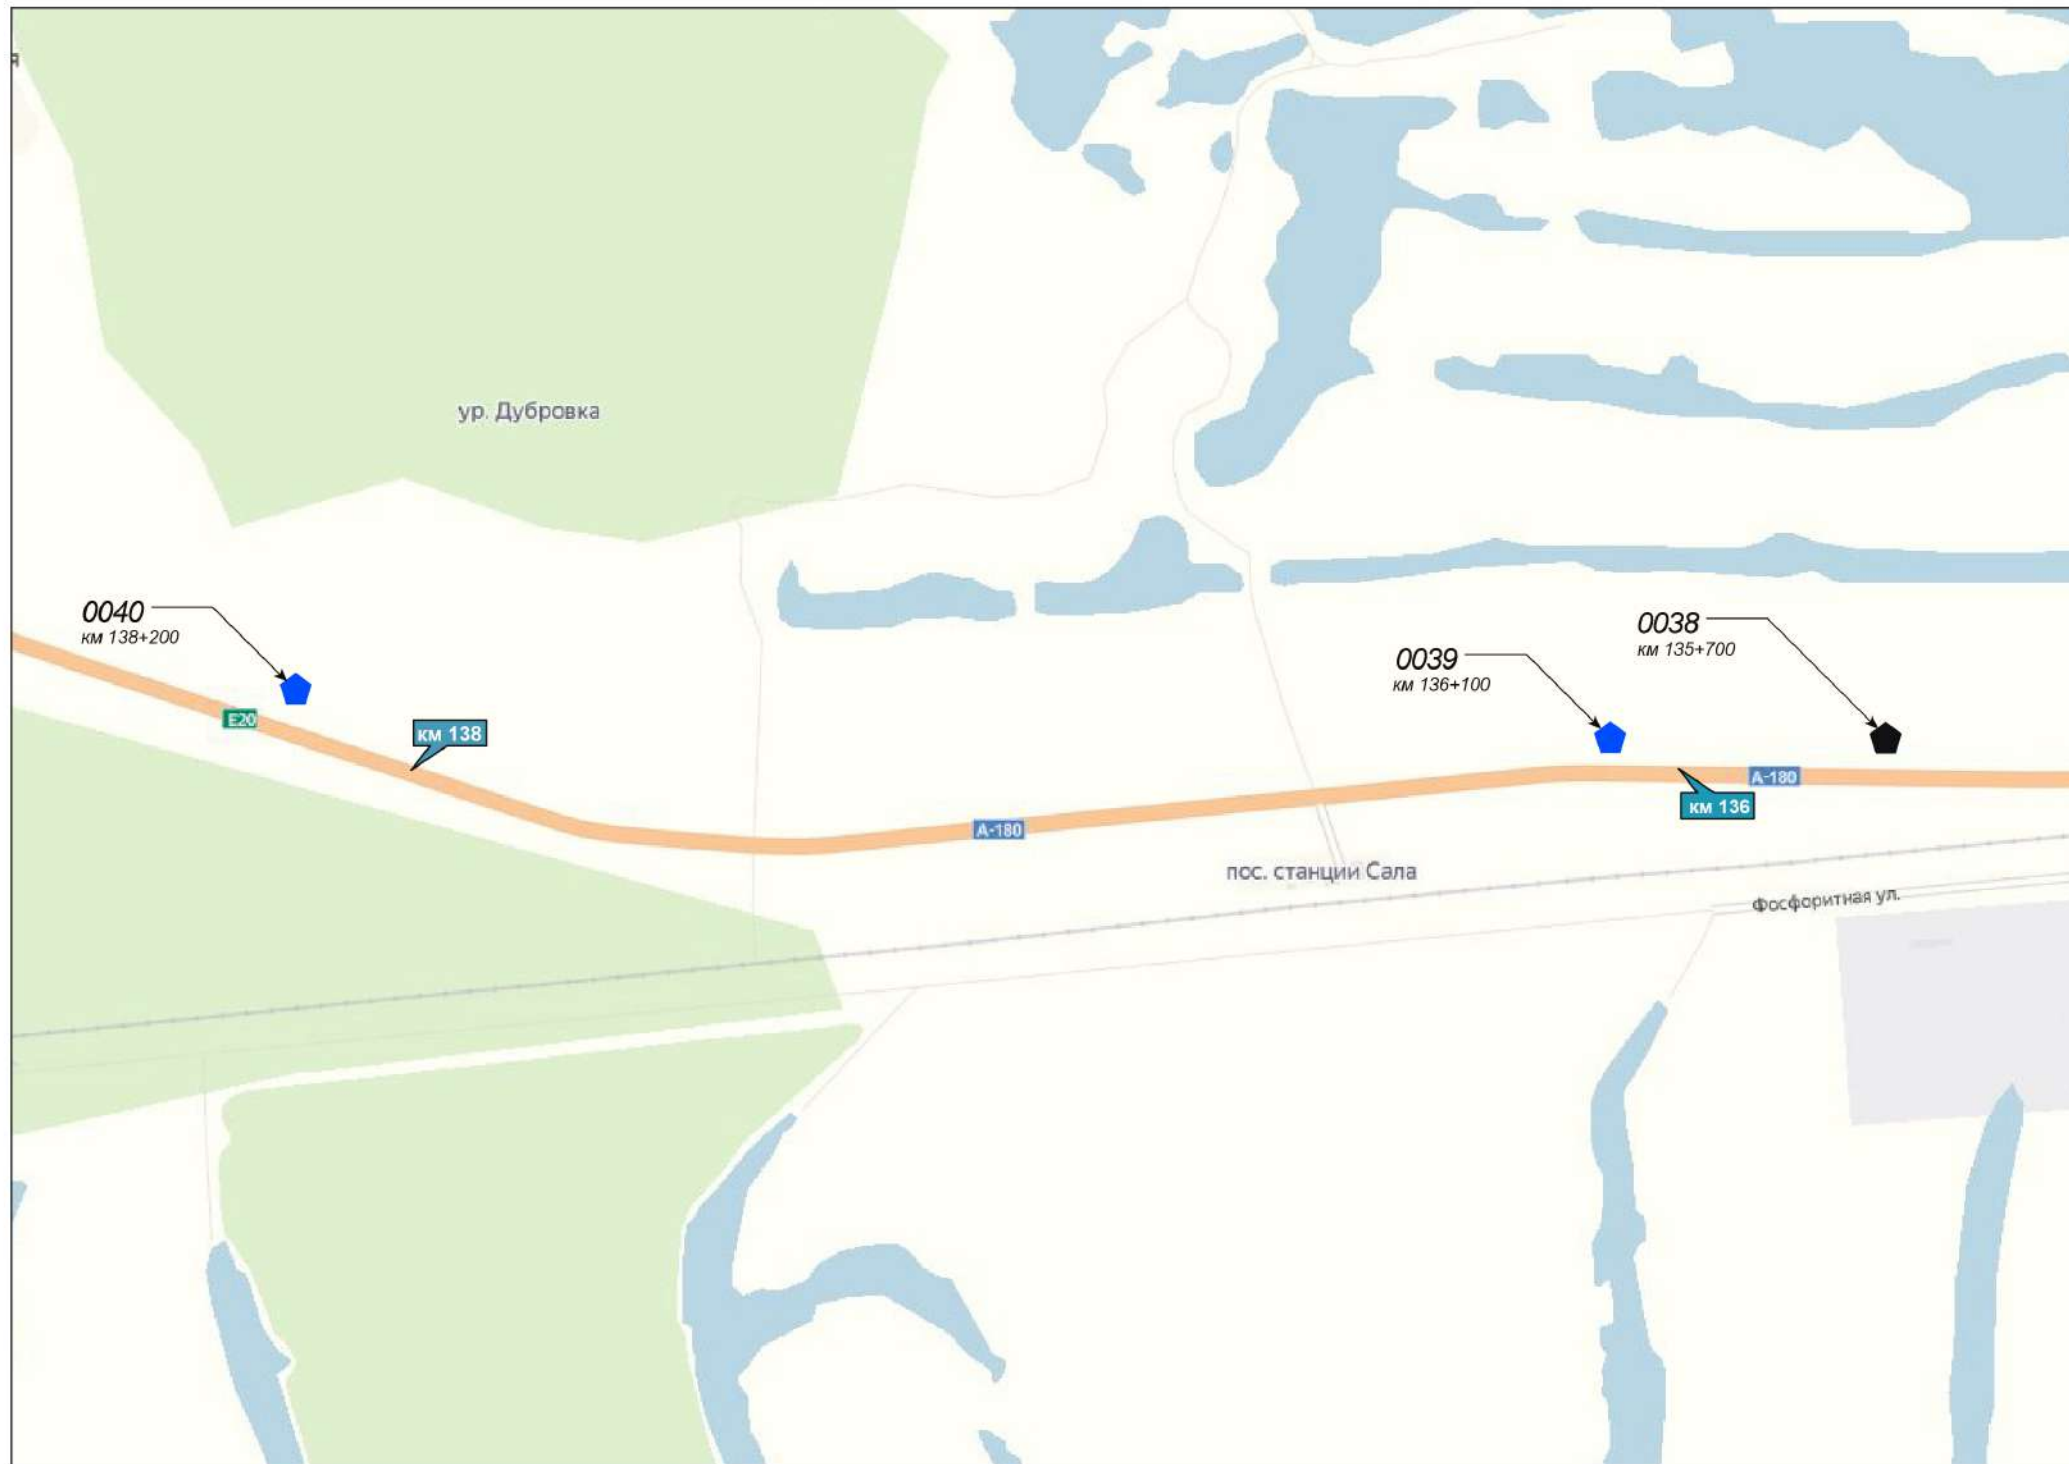 я
ур. Дубровка
0040
км 138+200
0038
км 135+700
0039
км 136+100
E20
км 138
А-180
км 136
А-180
пос. станции Сала
Фосфоритная ул.